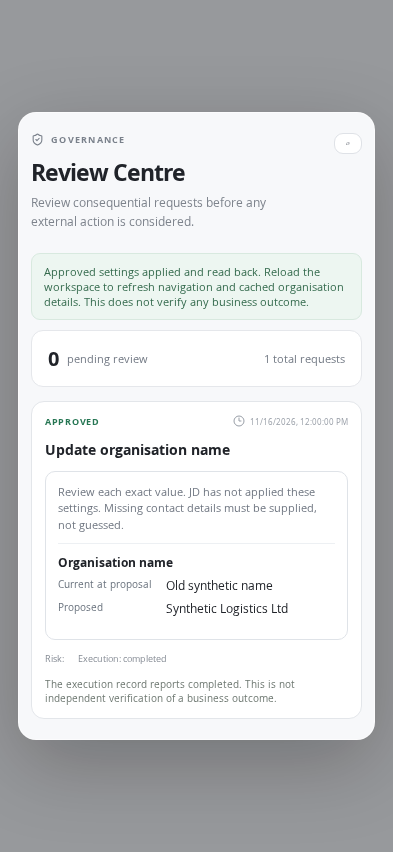 GOVERNANCE
Review Centre
Review consequential requests before any
external action is considered.
Approved settings applied and read back. Reload the
workspace to refresh navigation and cached organisation
details. This does not verify any business outcome.
0 pending review
1 total requests
APPROVED
11/16/2026, 12:00:00 PM
Update organisation name
Review each exact value. JD has not applied these
settings. Missing contact details must be supplied,
not guessed.
Organisation name
Current at proposal Old synthetic name
Proposed Synthetic Logistics Ltd
Risk: Execution: completed
The execution record reports completed. This is not
independent verification of a business outcome.